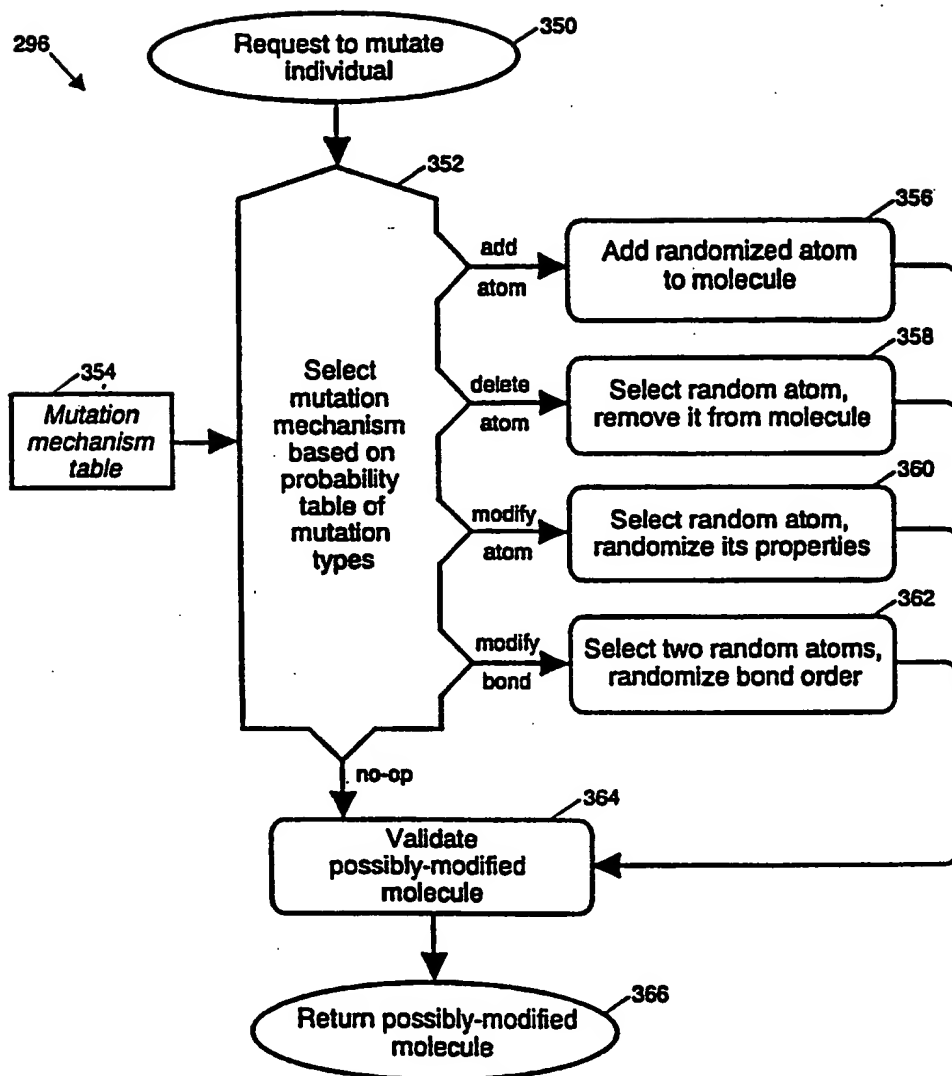 296
Request to mutate
individual
350
352
354
Mutation
mechanism
table
Select
mutation
mechanism
based on
probability
table of
mutation
types
add
atom
356
Add randomized atom
to molecule
delete
atom
358
Select random atom,
remove it from molecule
modify
atom
360
Select random atom,
randomize its properties
modify
bond
362
Select two random atoms,
randomize bond order
no-op
364
Validate
possibly-modified
molecule
366
Return possibly-modified
molecule